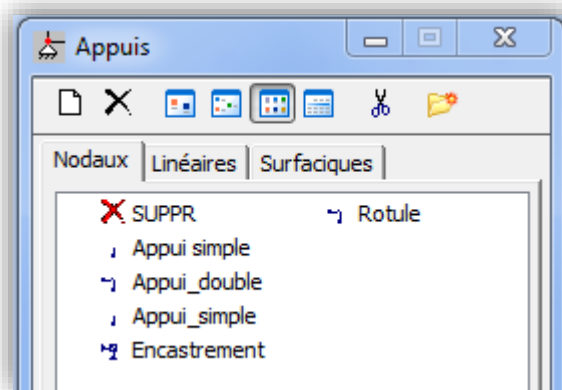 Appuis
Nodaux Linéaires Surfaciques
SUPPR Rotule
Appui simple
Appui_double
Appui_simple
Encastrement